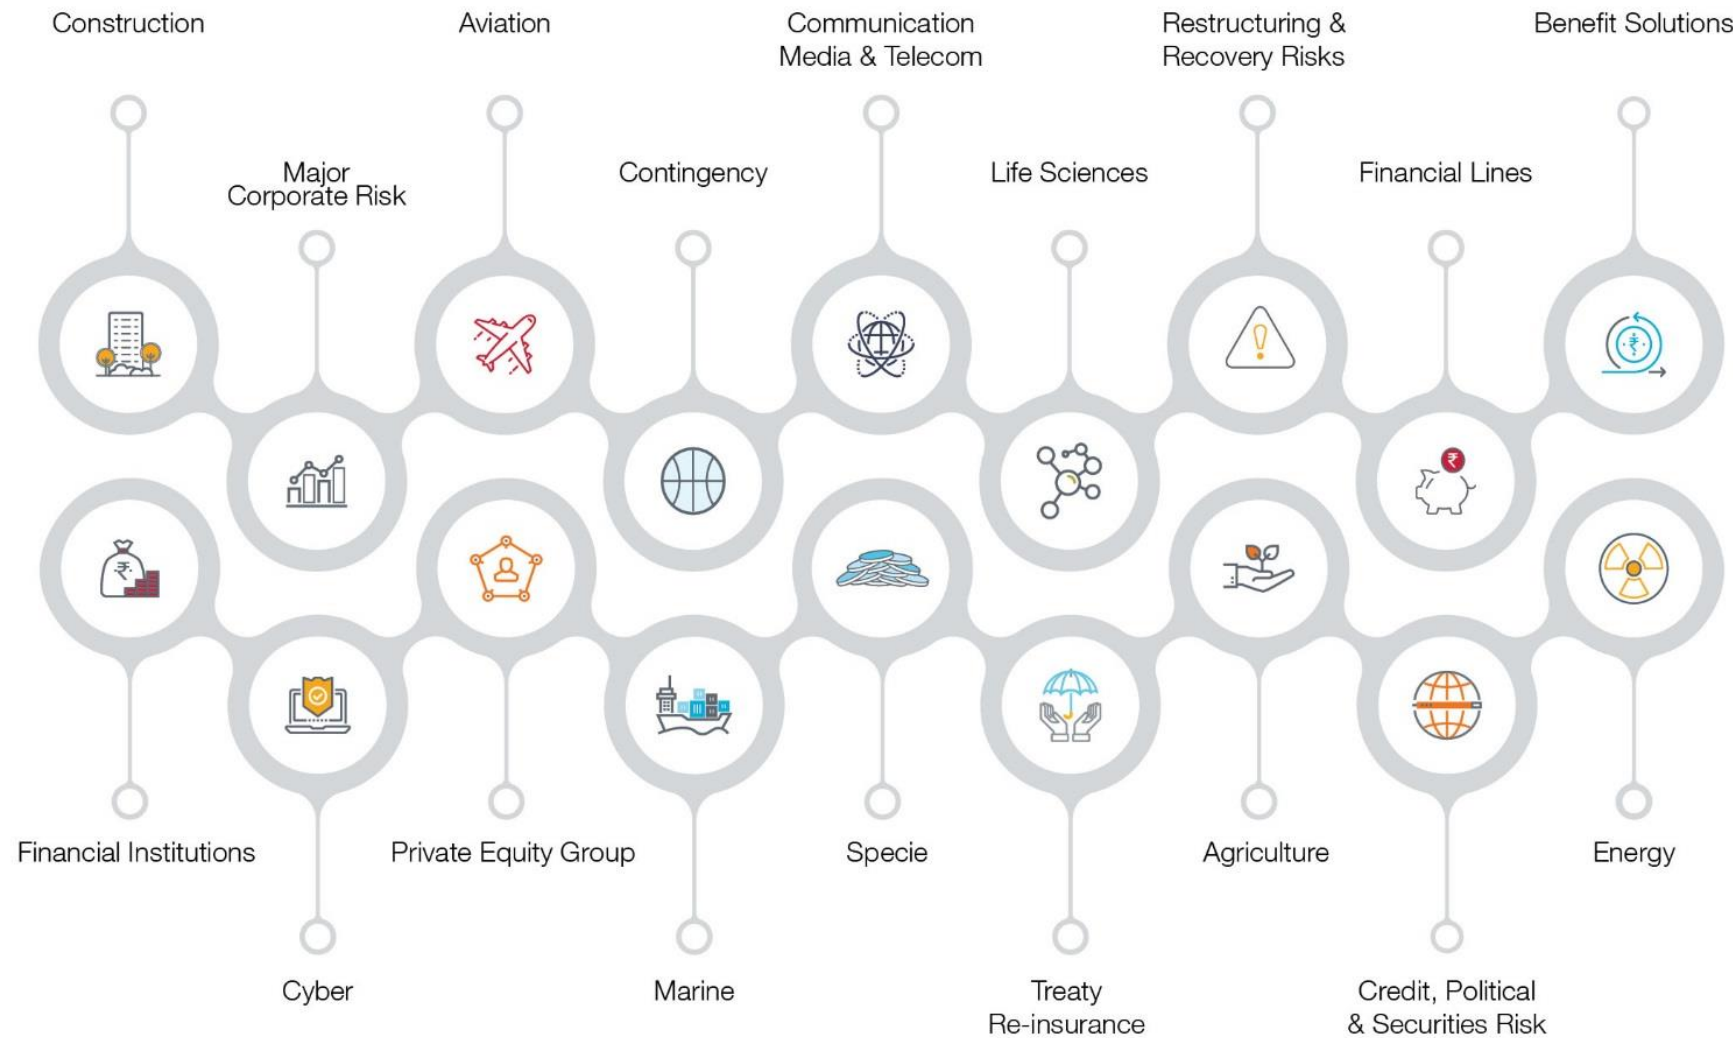 Construction
Aviation
Communication
Media & Telecom
Restructuring &
Recovery Risks
Benefit Solutions
Major
Corporate Risk
Contingency
Life Sciences
Financial Lines
₹
₹
₹
Financial Institutions
Private Equity Group
Specie
Agriculture
Energy
Cyber
Marine
Treaty
Re-insurance
Credit, Political
& Securities Risk